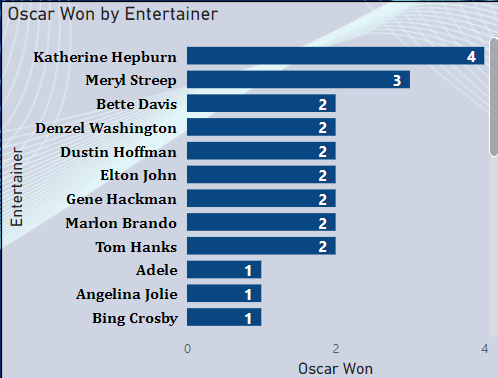 Oscar Won by Entertainer
Entertainer
Katherine Hepburn 4
Meryl Streep 3
Bette Davis 2
Denzel Washington 2
Dustin Hoffman 2
Elton John 2
Gene Hackman 2
Marlon Brando 2
Tom Hanks 2
Adele 1
Angelina Jolie 1
Bing Crosby 1
0 2 4
Oscar Won